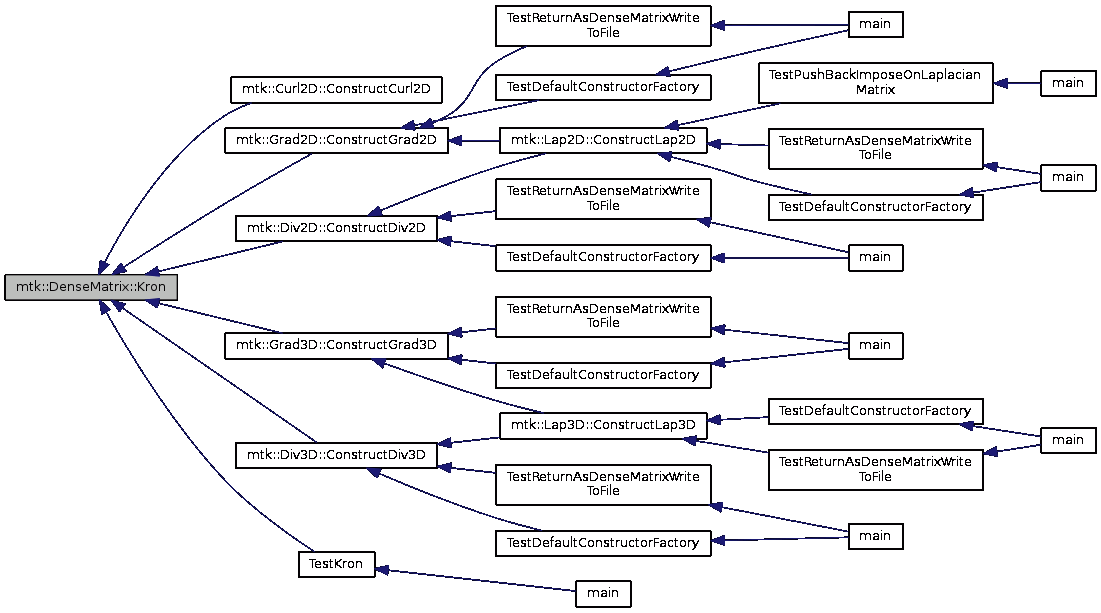 TestReturnAsDenseMatrixWrite
ToFile
main
TestDefaultConstructorFactory
TestPushBackImposeOnLaplacian
Matrix
main
mtk::Curl2D::ConstructCurl2D
mtk::Grad2D::ConstructGrad2D
mtk::Lap2D::ConstructLap2D
TestReturnAsDenseMatrixWrite
ToFile
main
TestDefaultConstructorFactory
TestReturnAsDenseMatrixWrite
ToFile
mtk::Div2D::ConstructDiv2D
TestDefaultConstructorFactory
main
mtk::DenseMatrix::Kron
TestReturnAsDenseMatrixWrite
ToFile
mtk::Grad3D::ConstructGrad3D
main
TestDefaultConstructorFactory
TestDefaultConstructorFactory
mtk::Lap3D::ConstructLap3D
main
mtk::Div3D::ConstructDiv3D
TestReturnAsDenseMatrixWrite
ToFile
TestReturnAsDenseMatrixWrite
ToFile
main
TestDefaultConstructorFactory
TestKron
main